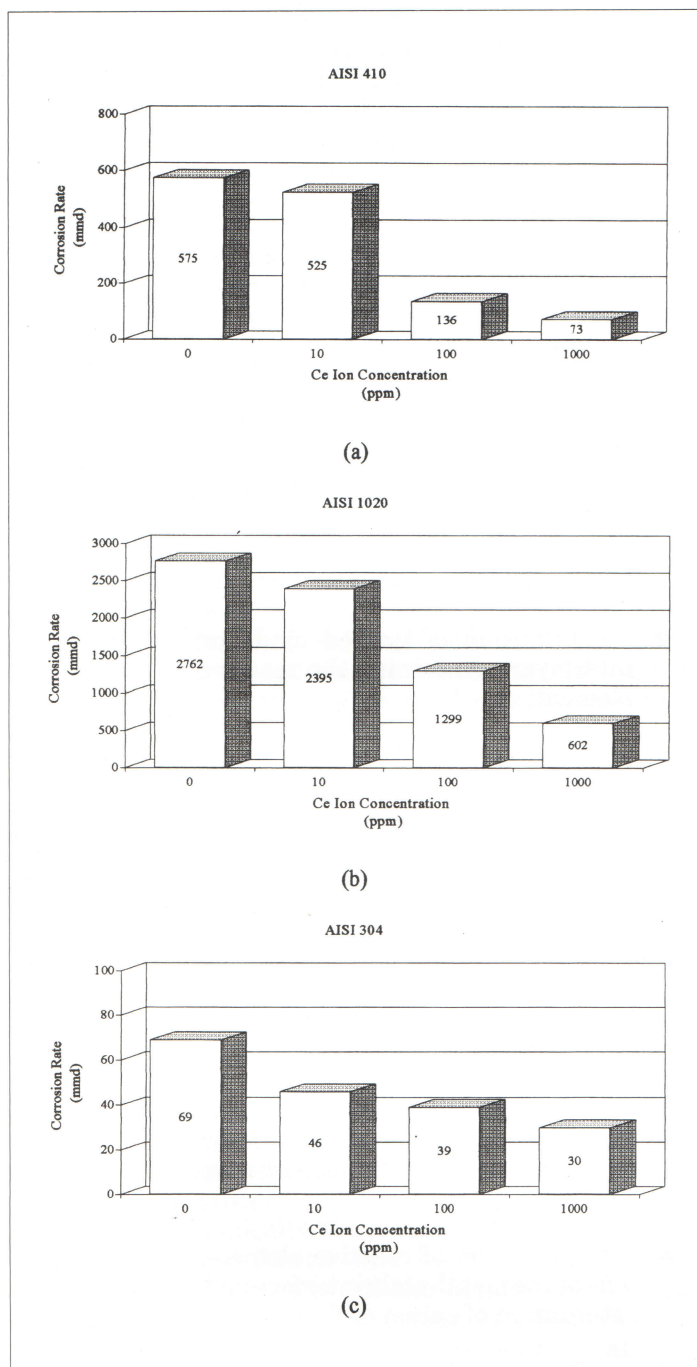 AISI 410
800
600
400
200
0
Corrosion Rate
(mmd)
575
525
136
73
0 10 100 1000
Ce Ion Concentration
(ppm)
(a)
AISI 1020
3000
2500
2000
1500
1000
500
0
Corrosion Rate
(mmd)
2762
2395
1299
602
0 10 100 1000
Ce Ion Concentration
(ppm)
(b)
AISI 304
100
80
60
40
20
0
Corrosion Rate
(mmd)
69
46
39
30
0 10 100 1000
Ce Ion Concentration
(ppm)
(c)